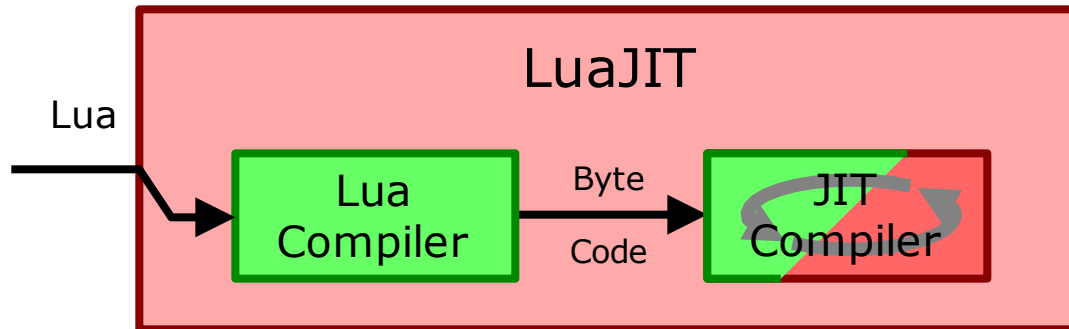 LuaJIT
Lua
Lua
Compiler
Byte
Code
JIT
Compiler